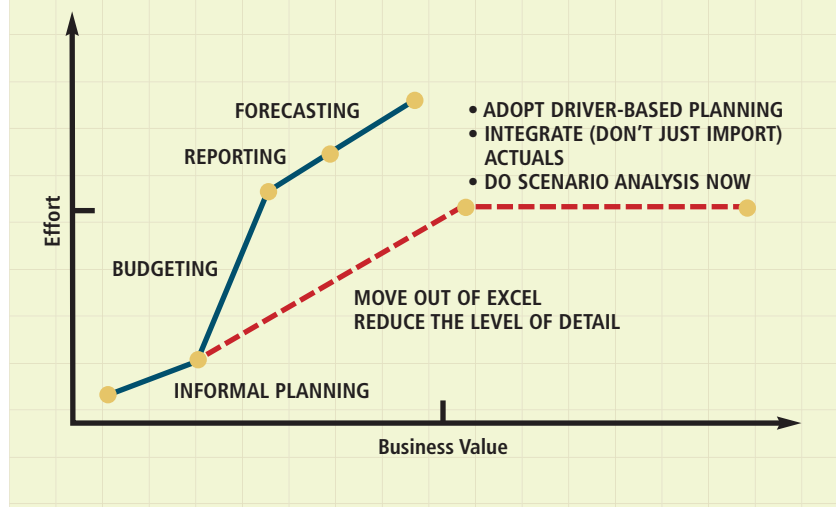 FORECASTING
REPORTING
BUDGETING
INFORMAL PLANNING
• ADOPT DRIVER-BASED PLANNING
• INTEGRATE (DON'T JUST IMPORT)
ACTUALS
• DO SCENARIO ANALYSIS NOW
MOVE OUT OF EXCEL
REDUCE THE LEVEL OF DETAIL
Effort
Business Value